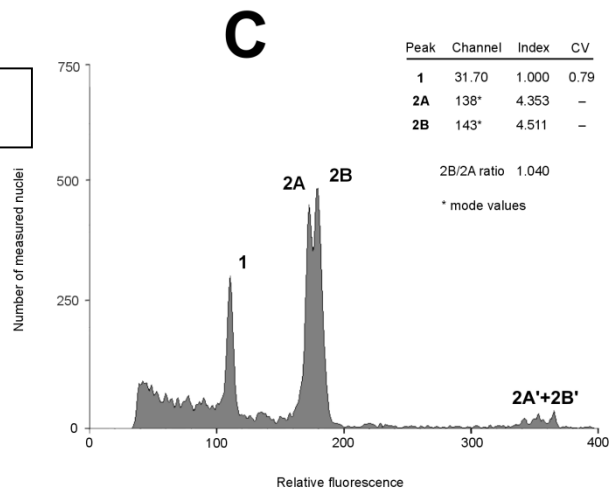 C
Peak Channel Index CV
1 31.70 1.000 0.79
2A 138* 4.353 –
2B 143* 4.511 –
2B/2A ratio 1.040
* mode values
Number of measured nuclei
750
500
250
0
1
2A
2B
2A'+2B'
0 100 200 300 400
Relative fluorescence